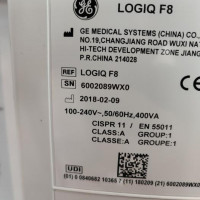 GE LOGIQ F8
GE MEDICAL SYSTEMS (CHINA) CO.,
NO.19, CHANGJIANG ROAD WUXI NAT
HI-TECH DEVELOPMENT ZONE JIANG
P.R.CHINA 214028
REF LOGIQ F8
SN 6002089WX0
2018-02-09
100-240V~,50/60Hz,400VA
CISPR 11 / EN 55011
CLASS:A GROUP:1
CLASSE:A GROUPE:1
UDI